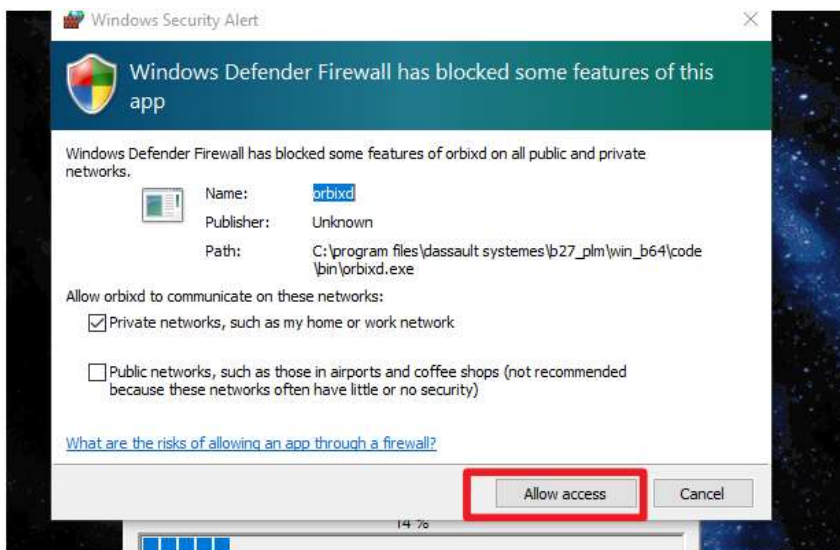 Windows Security Alert
Windows Defender Firewall has blocked some features of this
app
Windows Defender Firewall has blocked some features of orbixd on all public and private
networks.
Name: orbixd
Publisher: Unknown
Path: C:\program files\dassault systemes\b27_plm\win_b64\code
\bin\orbixd.exe
Allow orbixd to communicate on these networks:
Private networks, such as my home or work network
Public networks, such as those in airports and coffee shops (not recommended
because these networks often have little or no security)
What are the risks of allowing an app through a firewall?
Allow access Cancel
14 %